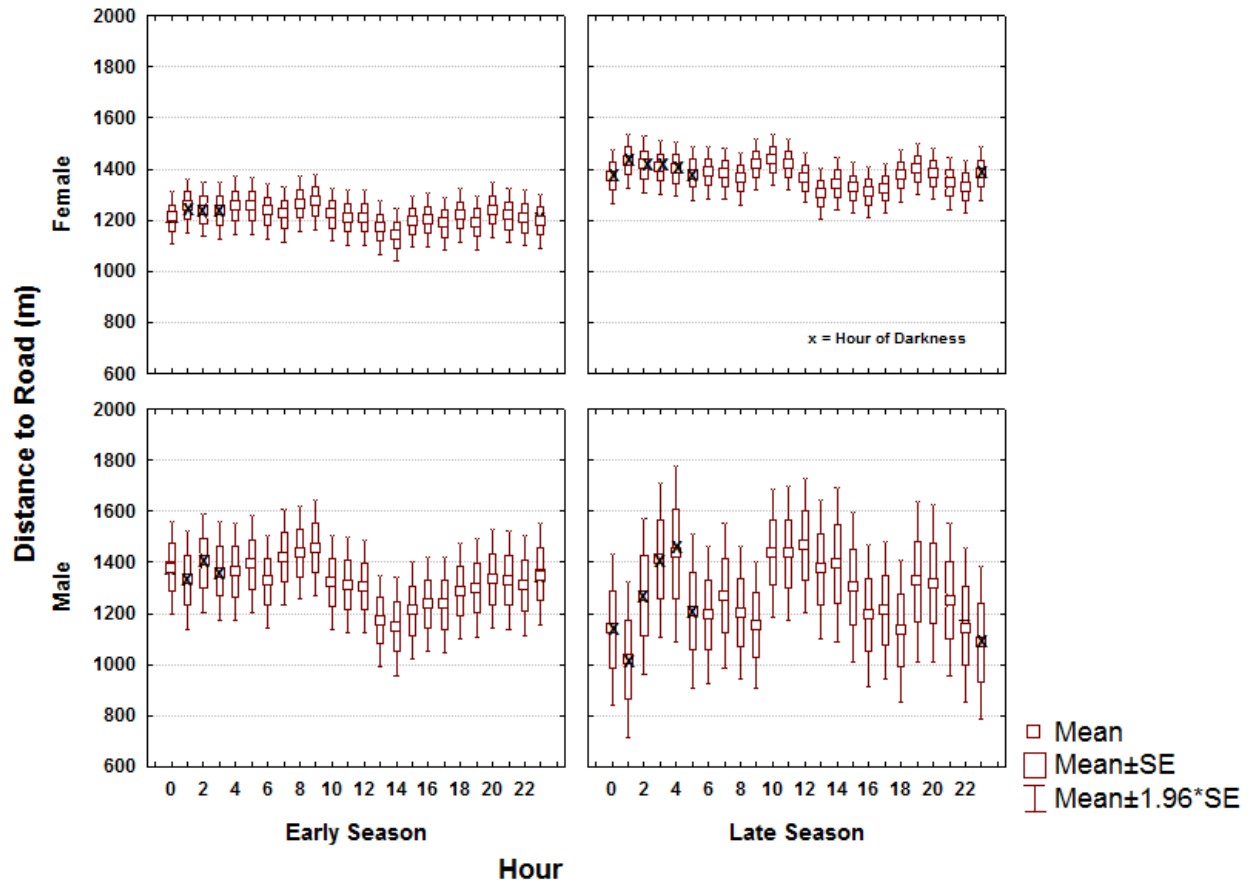 2000
1800
1600
1400
1200
1000
800
600
Female
x = Hour of Darkness
Distance to Road (m)
2000
1800
1600
1400
1200
1000
800
600
Male
0 2 4 6 8 10 12 14 16 18 20 22
0 2 4 6 8 10 12 14 16 18 20 22
Early Season
Late Season
Hour
Mean
Mean±SE
Mean±1.96*SE